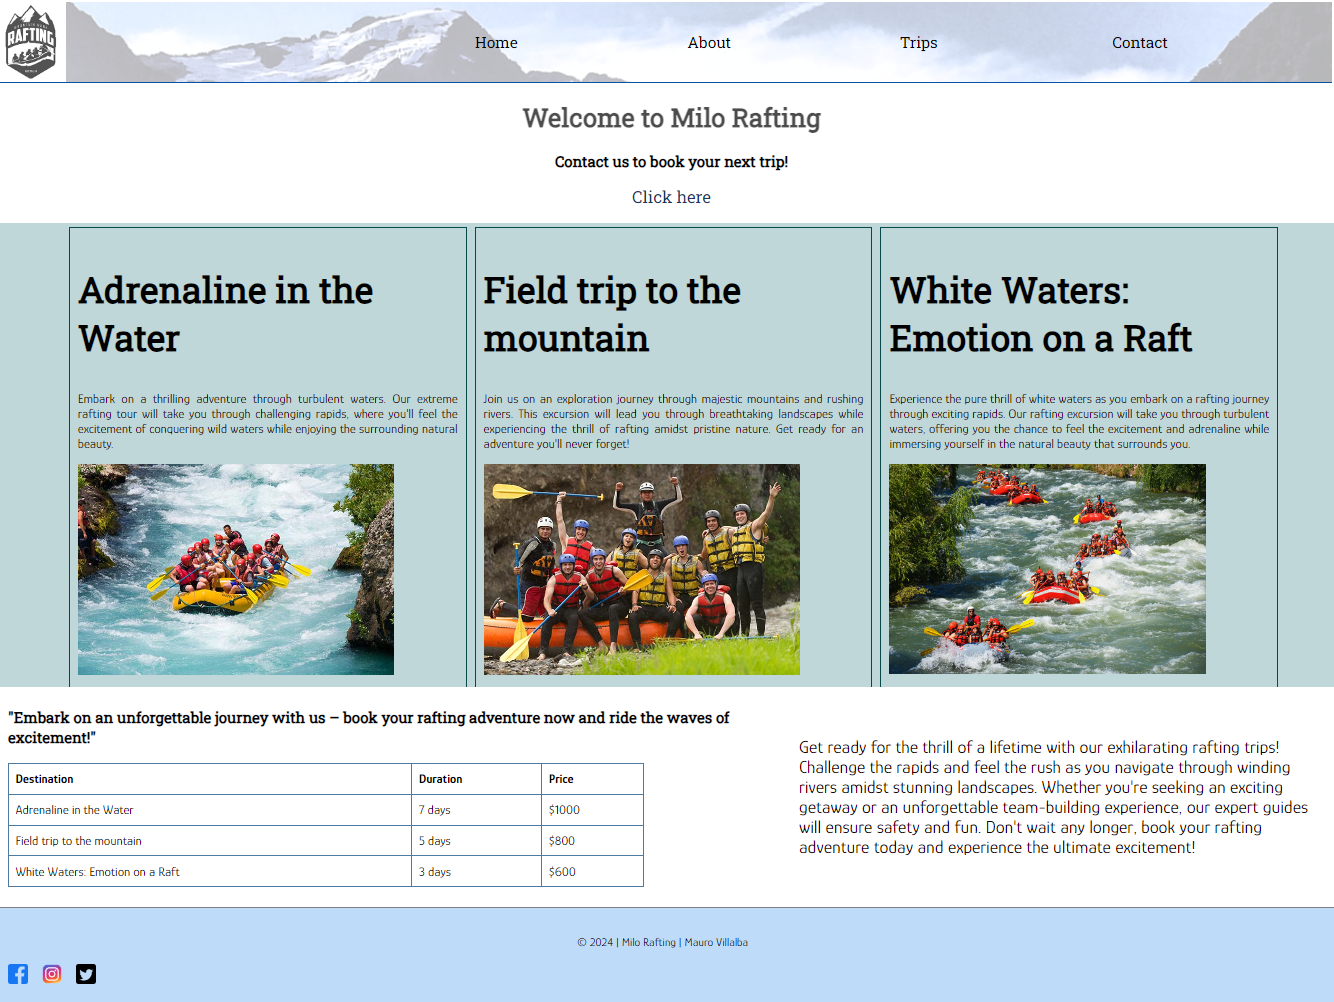 RAFTING
Home
About
Trips
Contact
Welcome to Milo Rafting
Contact us to book your next trip!
Click here
Adrenaline in the
Water
Embark on a thrilling adventure through turbulent waters. Our extreme
rafting tour will take you through challenging rapids, where you'll feel the
excitement of conquering wild waters while enjoying the surrounding natural
beauty.
Field trip to the
mountain
Join us on an exploration journey through majestic mountains and rushing
rivers. This excursion will lead you through breathtaking landscapes while
experiencing the thrill of rafting amidst pristine nature. Get ready for an
adventure you'll never forget!
White Waters:
Emotion on a Raft
Experience the pure thrill of white waters as you embark on a rafting journey
through exciting rapids. Our rafting excursion will take you through turbulent
waters, offering you the chance to feel the excitement and adrenaline while
immersing yourself in the natural beauty that surrounds you.
"Embark on an unforgettable journey with us – book your rafting adventure now and ride the waves of
excitement!"
Destination Duration Price
Adrenaline in the Water 7 days $1000
Field trip to the mountain 5 days $800
White Waters: Emotion on a Raft 3 days $600
Get ready for the thrill of a lifetime with our exhilarating rafting trips!
Challenge the rapids and feel the rush as you navigate through winding
rivers amidst stunning landscapes. Whether you're seeking an exciting
getaway or an unforgettable team-building experience, our expert guides
will ensure safety and fun. Don't wait any longer, book your rafting
adventure today and experience the ultimate excitement!
© 2024 | Milo Rafting | Mauro Villalba